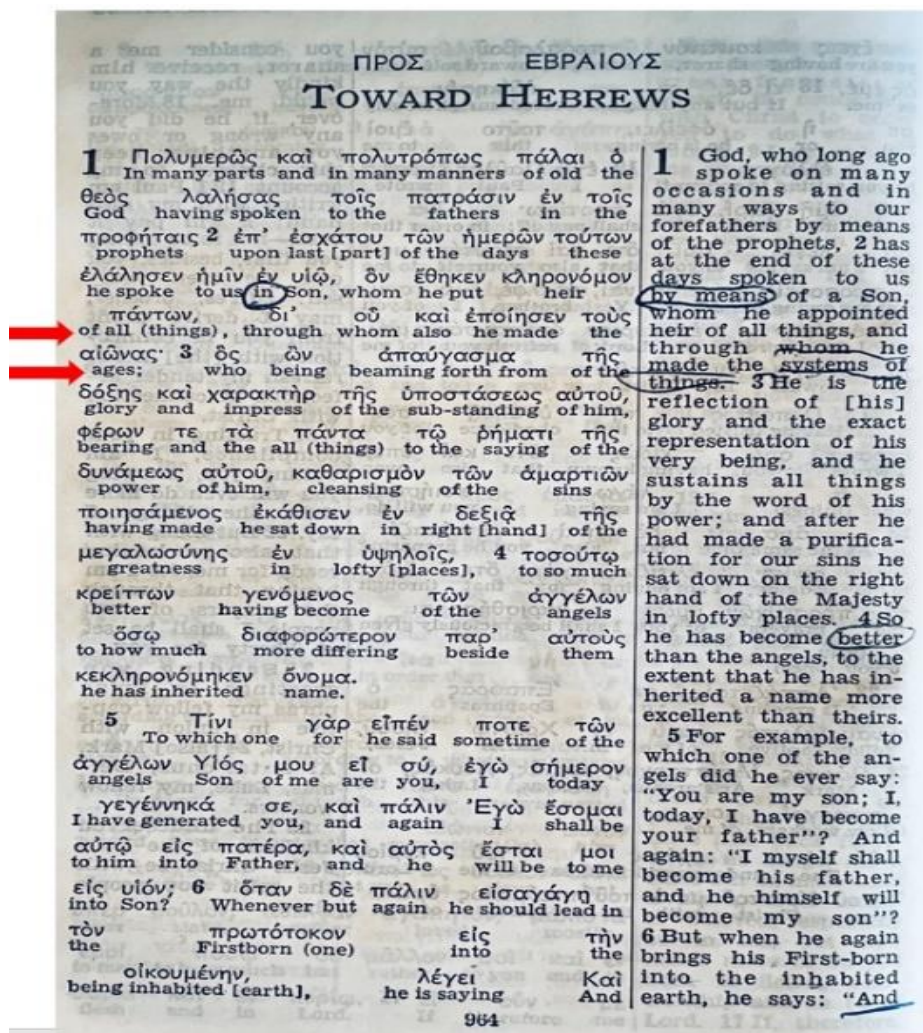 ΠΡΟΣ ΕΒΡΑΙΟΥΣ
TOWARD HEBREWS
1 Πολυμερῶς καὶ πολυτρόπως πάλαι ὁ
In many parts and in many manners of old the
θεὸς λαλήσας τοῖς πατράσιν ἐν τοῖς
God having spoken to the fathers in the
προφήταις 2 ἐπ' ἐσχάτου τῶν ἡμερῶν τούτων
prophets upon last [part] of the days these
ἐλάλησεν ἡμῖν ἐν υἱῷ, ὃν ἔθηκεν κληρονόμον
he spoke to us in Son, whom he put heir
πάντων, δι' οὗ καὶ ἐποίησεν τοὺς
of all (things), through whom also he made the
αἰῶνας· 3 ὃς ὢν ἀπαύγασμα τῆς
ages; who being beaming forth from of the
δόξης καὶ χαρακτὴρ τῆς ὑποστάσεως αὐτοῦ,
glory and impress of the sub-standing of him,
φέρων τε τὰ πάντα τῷ ῥήματι τῆς
bearing and the all (things) to the saying of the
δυνάμεως αὐτοῦ, καθαρισμὸν τῶν ἁμαρτιῶν
power of him, cleansing of the sins
ποιησάμενος ἐκάθισεν ἐν δεξιᾷ τῆς
having made he sat down in right [hand] of the
μεγαλωσύνης ἐν ὑψηλοῖς, 4 τοσούτῳ
greatness in lofty [places], to so much
κρείττων γενόμενος τῶν ἀγγέλων
better having become of the angels
ὅσῳ διαφορώτερον παρ' αὐτοὺς
to how much more differing beside them
κεκληρονόμηκεν ὄνομα.
he has inherited name.
5 Τίνι γὰρ εἶπέν ποτε τῶν
To which one for he said sometime of the
ἀγγέλων Υἱός μου εἶ σύ, ἐγὼ σήμερον
angels Son of me are you, I today
γεγέννηκά σε, καὶ πάλιν Ἐγὼ ἔσομαι
I have generated you, and again I shall be
αὐτῷ εἰς πατέρα, καὶ αὐτὸς ἔσται μοι
to him into Father, and he will be to me
εἰς υἱόν; 6 ὅταν δὲ πάλιν εἰσαγάγῃ
into Son? Whenever but again he should lead in
τὸν πρωτότοκον εἰς τὴν
the Firstborn (one) into the
οἰκουμένην, λέγει Καὶ
being inhabited [earth], he is saying And
1 God, who long ago
spoke on many
occasions and in
many ways to our
forefathers by means
of the prophets, 2 has
at the end of these
days spoken to us
by means of a Son,
whom he appointed
heir of all things, and
through whom he
made the systems of
things. 3 He is the
reflection of [his]
glory and the exact
representation of his
very being, and he
sustains all things
by the word of his
power; and after he
had made a purifica-
tion for our sins he
sat down on the right
hand of the Majesty
in lofty places. 4 So
he has become better
than the angels, to the
extent that he has in-
herited a name more
excellent than theirs.
5 For example, to
which one of the an-
gels did he ever say:
"You are my son; I,
today, I have become
your father"? And
again: "I myself shall
become his father,
and he himself will
become my son"?
6 But when he again
brings his First-born
into the inhabited
earth, he says: "And
964